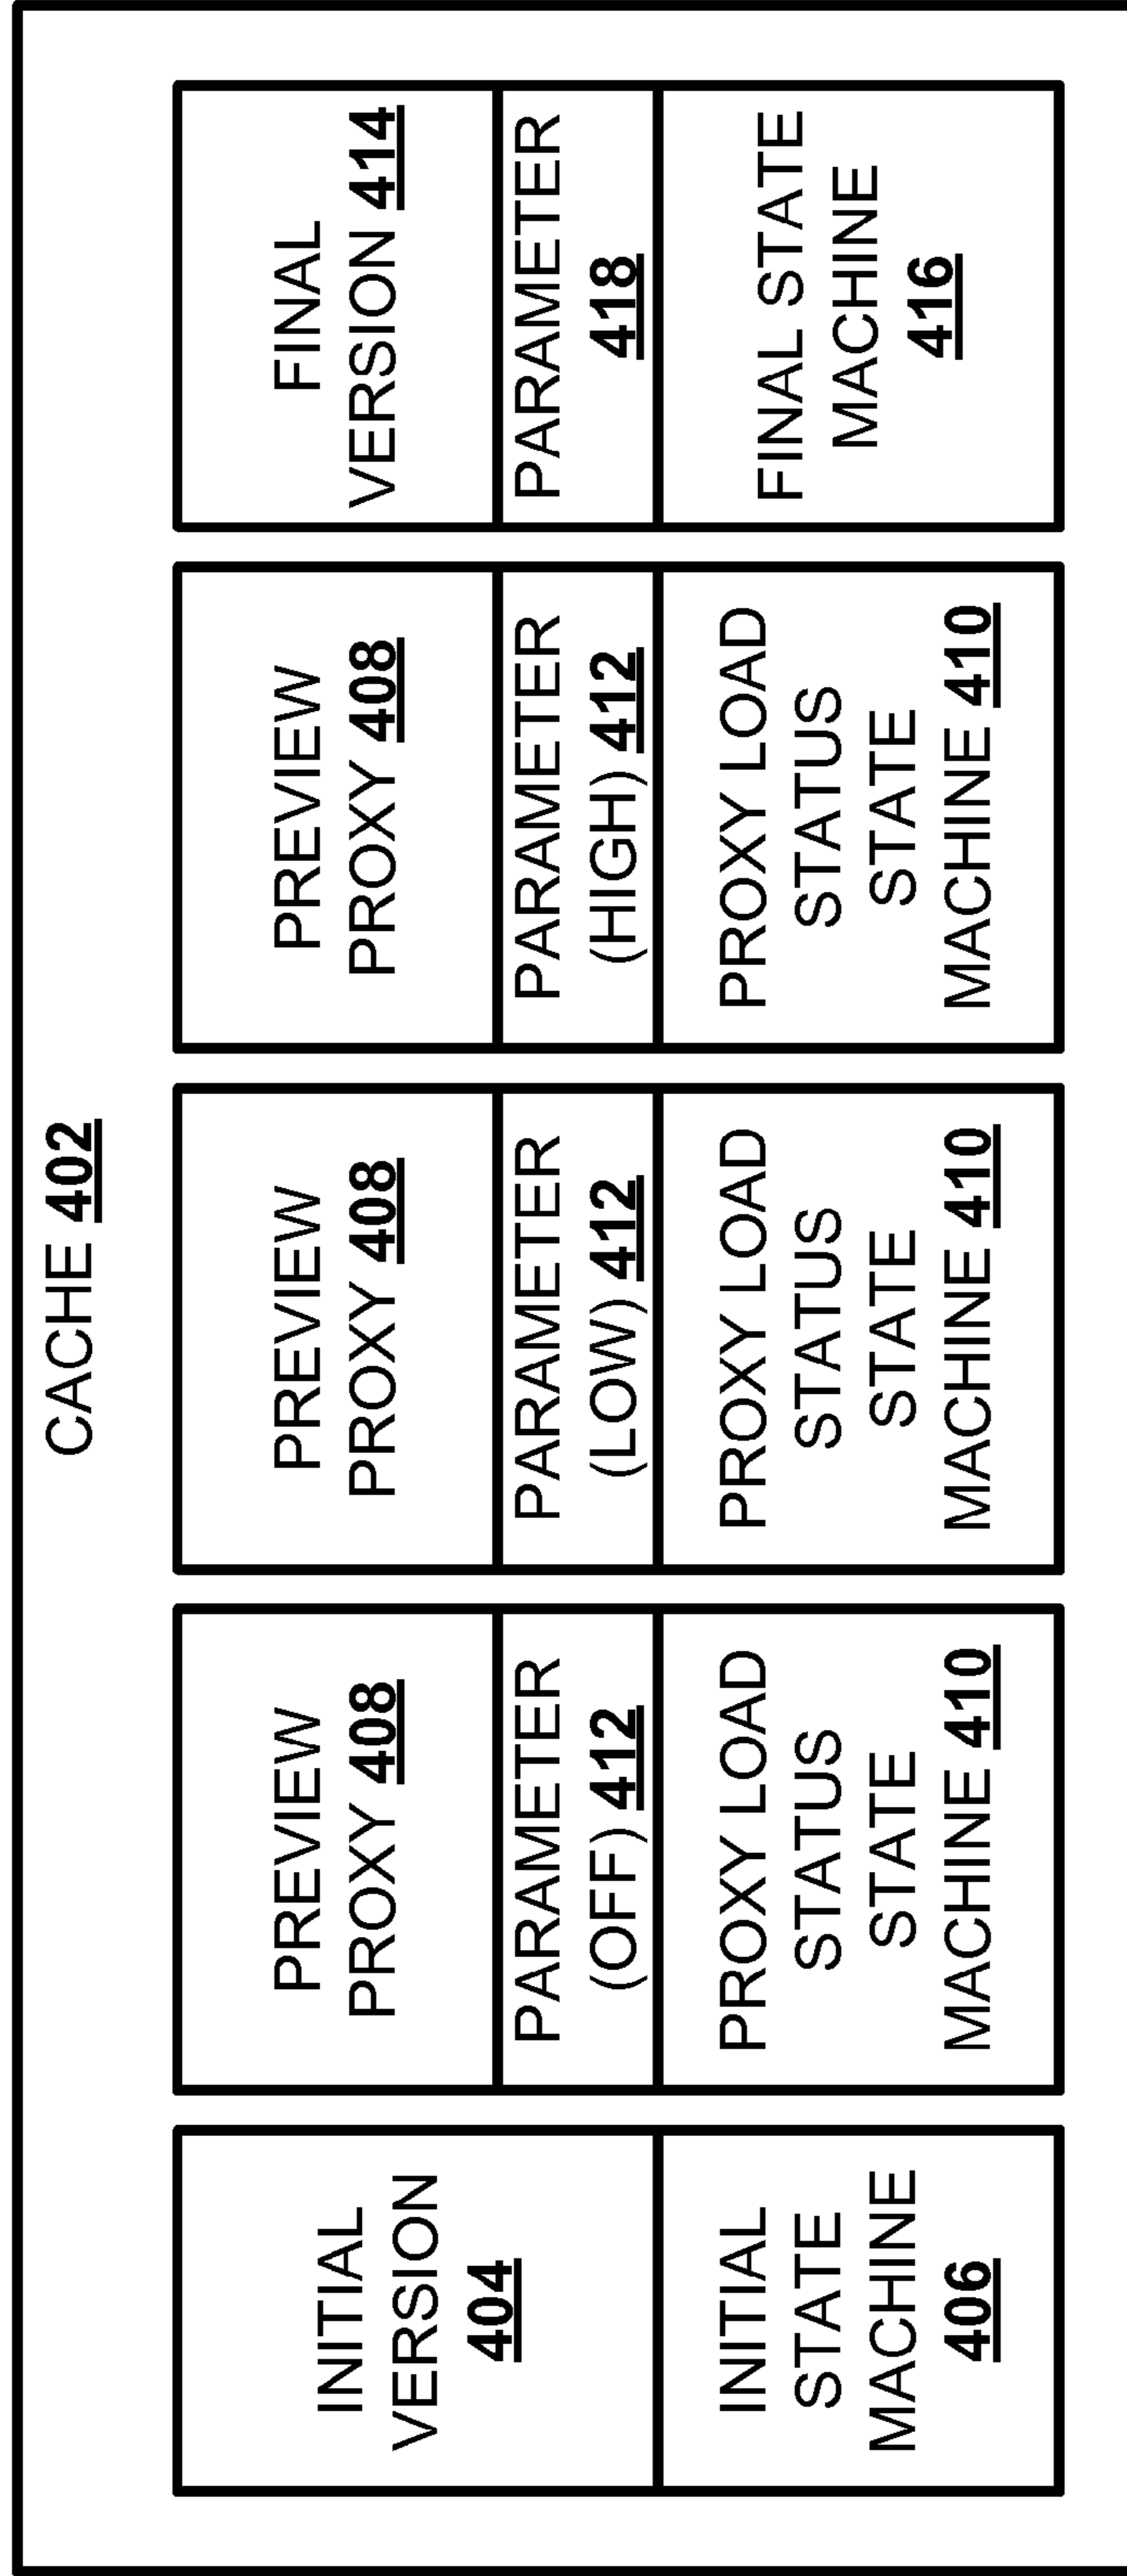 CACHE 402
INITIAL
VERSION
404
INITIAL
STATE
MACHINE
406
PREVIEW
PROXY 408
PARAMETER
(OFF) 412
PROXY LOAD
STATUS
STATE
MACHINE 410
PREVIEW
PROXY 408
PARAMETER
(LOW) 412
PROXY LOAD
STATUS
STATE
MACHINE 410
PREVIEW
PROXY 408
PARAMETER
(HIGH) 412
PROXY LOAD
STATUS
STATE
MACHINE 410
FINAL
VERSION 414
PARAMETER
418
FINAL STATE
MACHINE
416